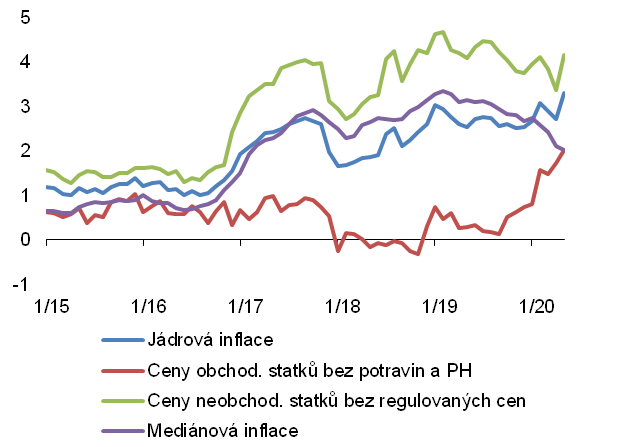 5
4
3
2
1
0
-1
1/15 1/16 1/17 1/18 1/19 1/20
Jádrová inflace
Ceny obchod. statků bez potravin a PH
Ceny neobchod. statků bez regulovaných cen
Mediánová inflace